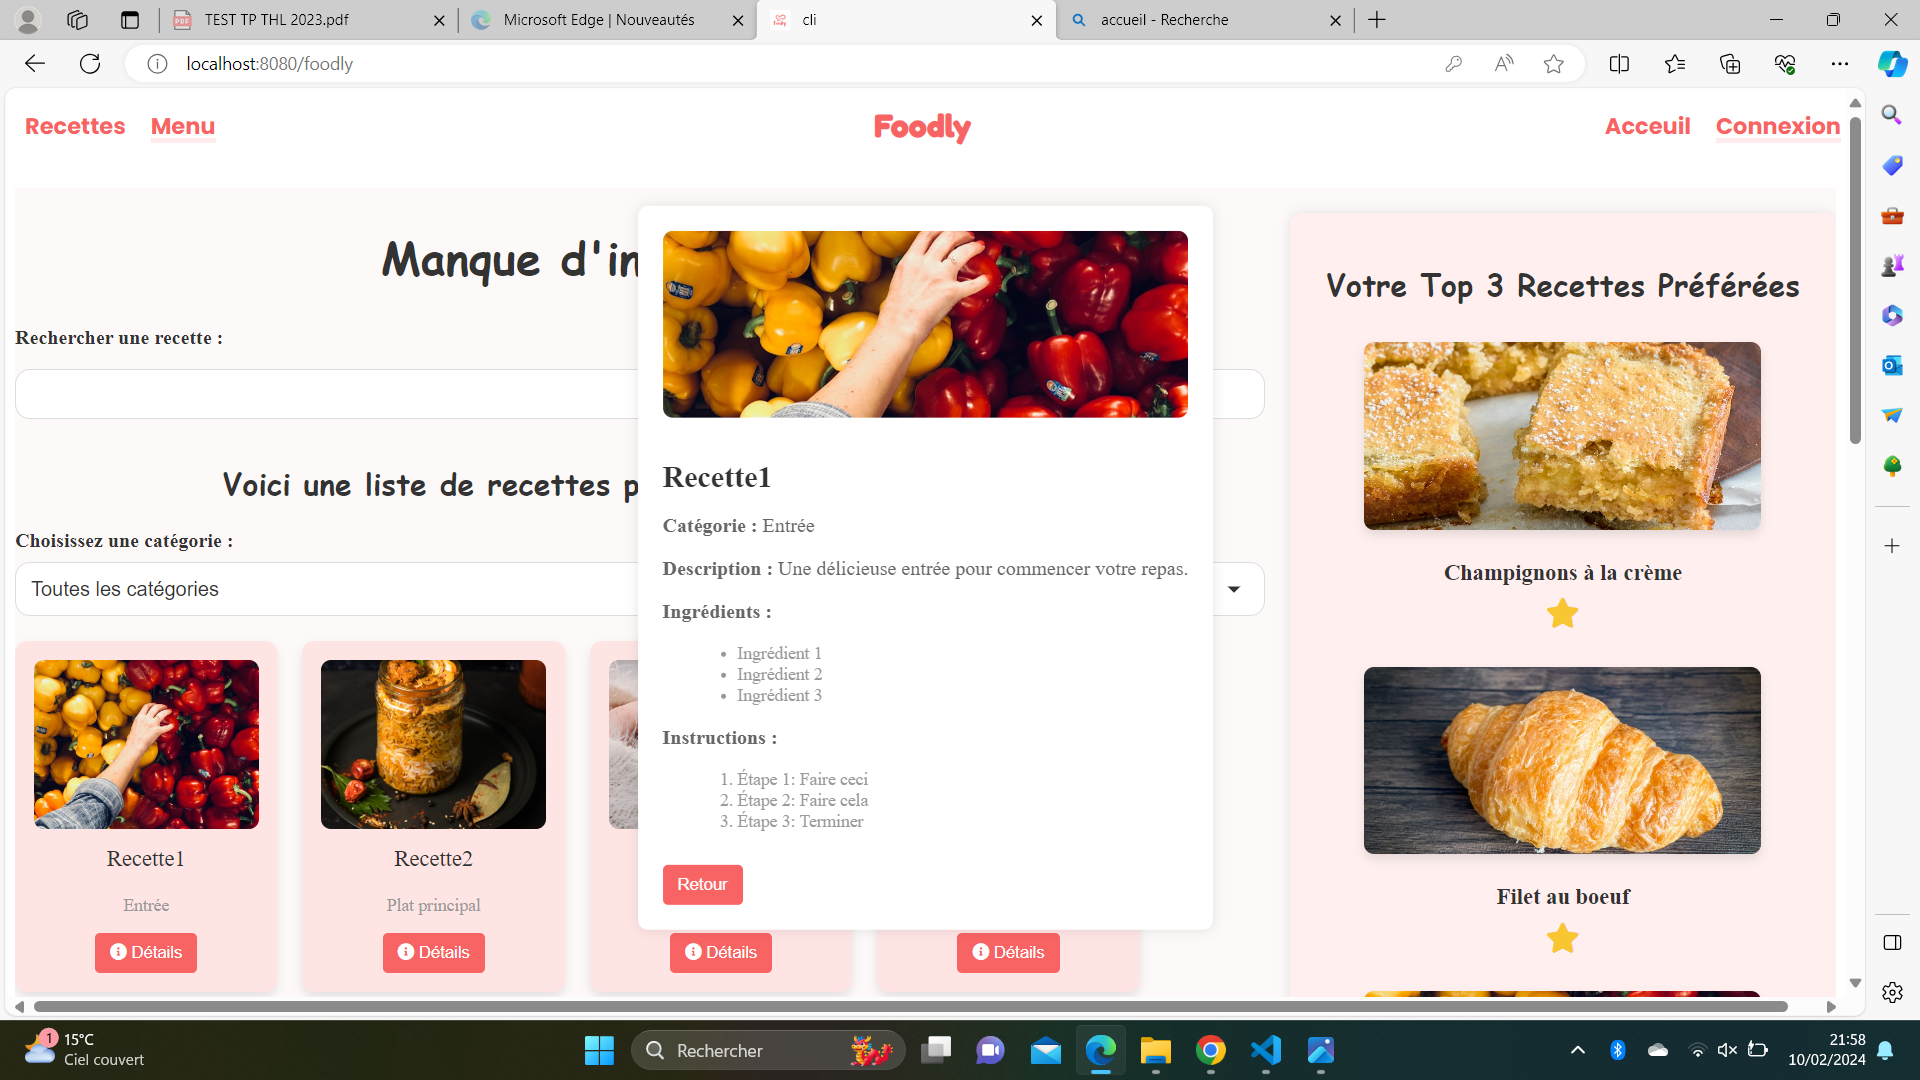 TEST TP THL 2023.pdf
Microsoft Edge | Nouveautés
cli
accueil - Recherche
localhost:8080/foodly
Recettes Menu
Foodly
Acceuil Connexion
Manque d'in
Rechercher une recette :
Voici une liste de recettes p
Choisissez une catégorie :
Toutes les catégories
Recette1
Entrée
Détails
Recette2
Plat principal
Détails
Détails
Détails
Recette1
Catégorie : Entrée
Description : Une délicieuse entrée pour commencer votre repas.
Ingrédients :
• Ingrédient 1
• Ingrédient 2
• Ingrédient 3
Instructions :
1. Étape 1: Faire ceci
2. Étape 2: Faire cela
3. Étape 3: Terminer
Retour
Votre Top 3 Recettes Préférées
Champignons à la crème
Filet au boeuf
1
15°C
Ciel couvert
Rechercher
21:58
10/02/2024